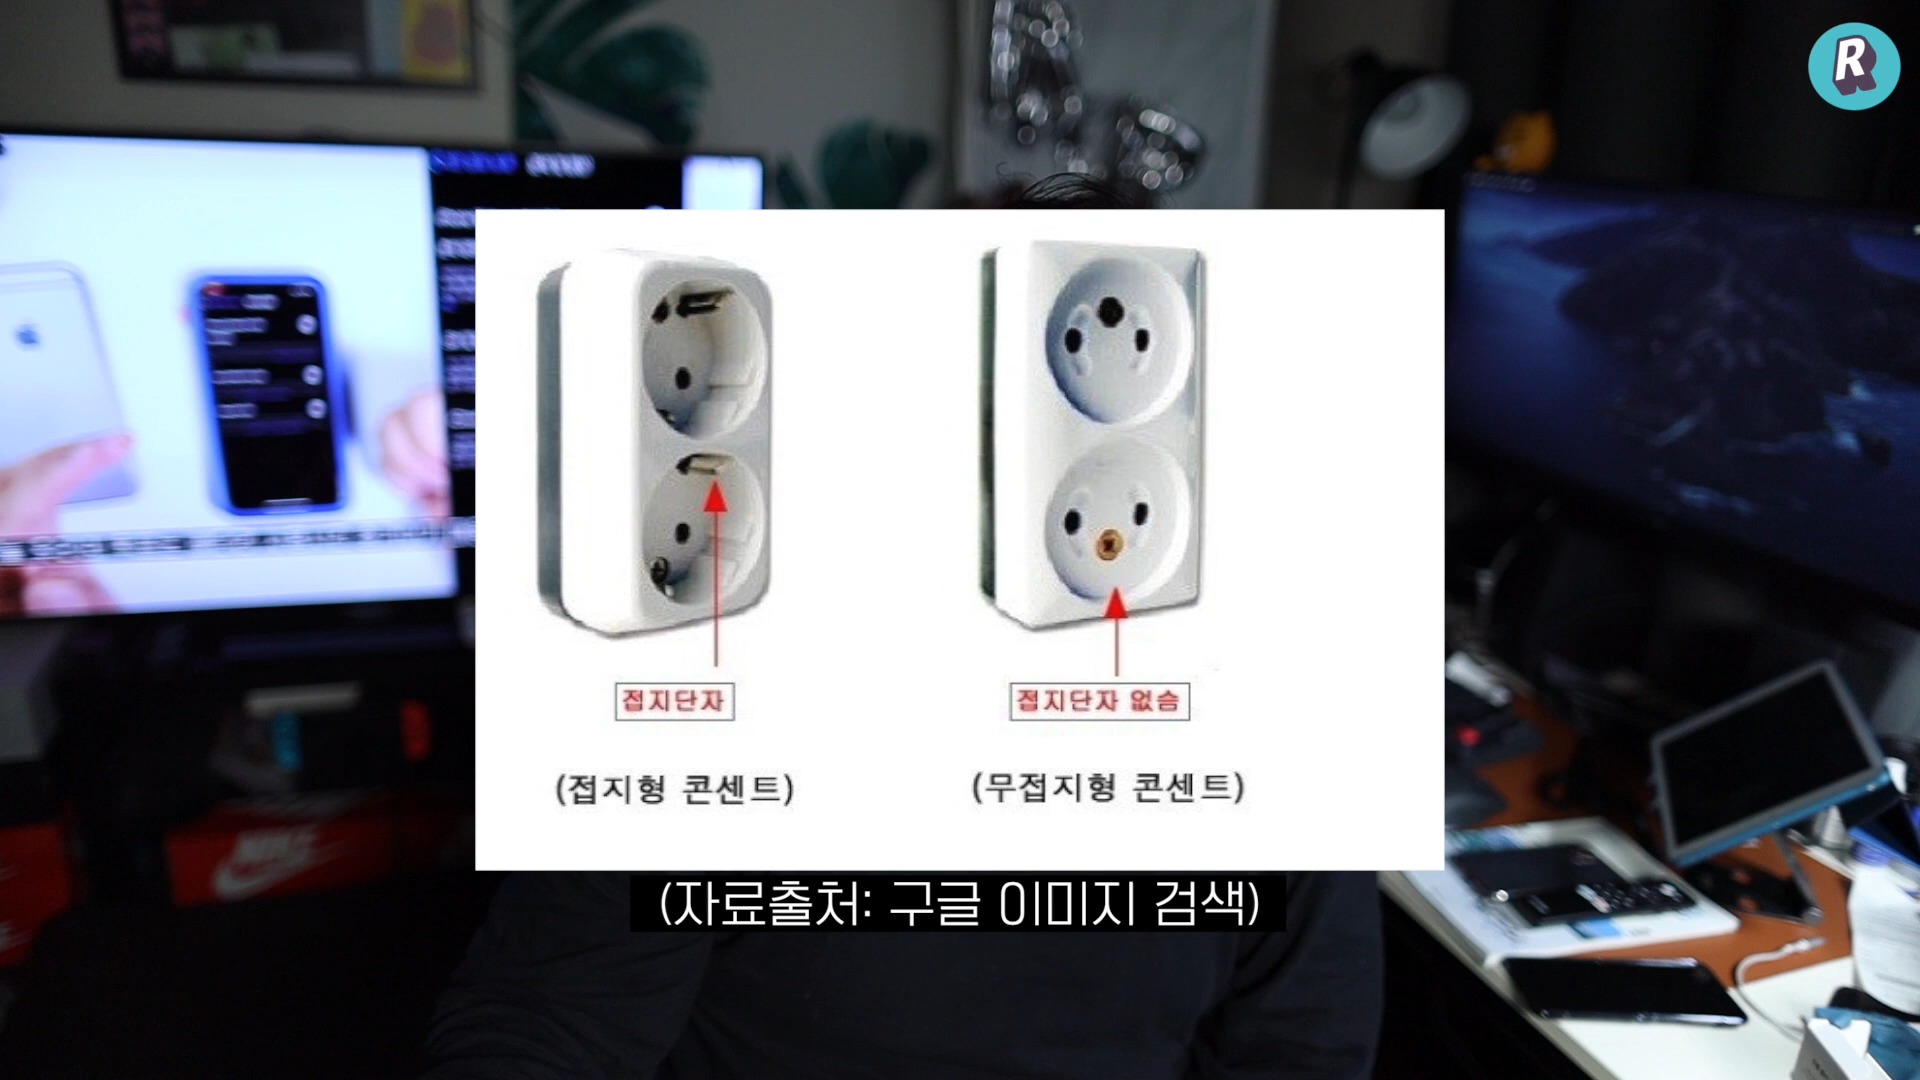 R
접지단자
접지단자 없슴
(접지형 콘센트)
(무접지형 콘센트)
(자료출처: 구글 이미지 검색)